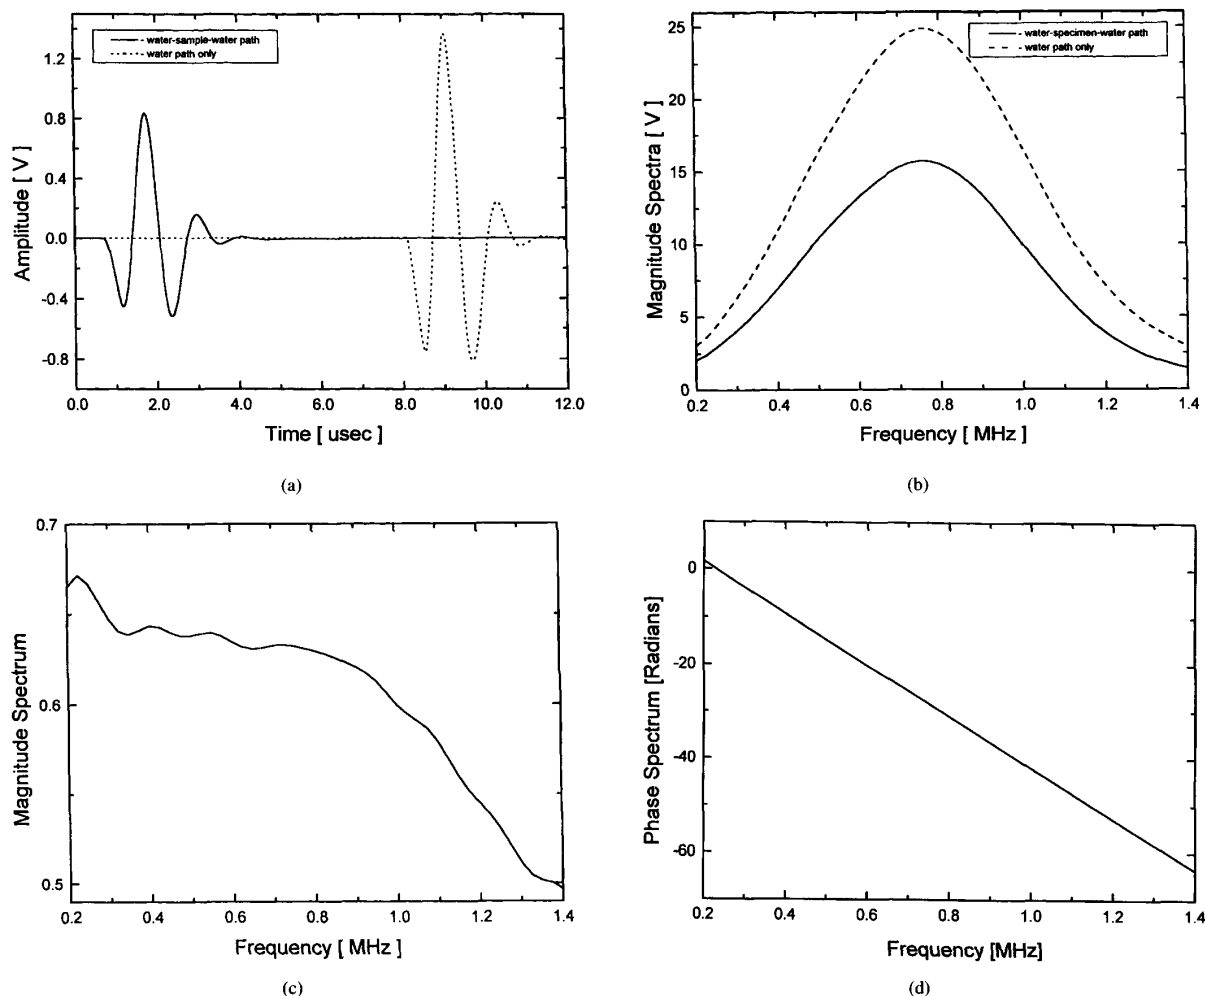 water-sample-water path
water path only
1.2
0.8
0.4
0.0
-0.4
-0.8
Amplitude [ V ]
0.0
2.0
4.0
6.0
8.0
10.0
12.0
Time [ usec ]
(a)
water-specimen-water path
water path only
25
20
15
10
5
0
Magnitude Spectra [ V ]
0.2
0.4
0.6
0.8
1.0
1.2
1.4
Frequency [ MHz ]
(b)
0.7
0.6
0.5
Magnitude Spectrum
0.2
0.4
0.6
0.8
1.0
1.2
1.4
Frequency [ MHz ]
(c)
0
-20
-40
-60
Phase Spectrum [Radians]
0.2
0.4
0.6
0.8
1.0
1.2
1.4
Frequency [MHz]
(d)